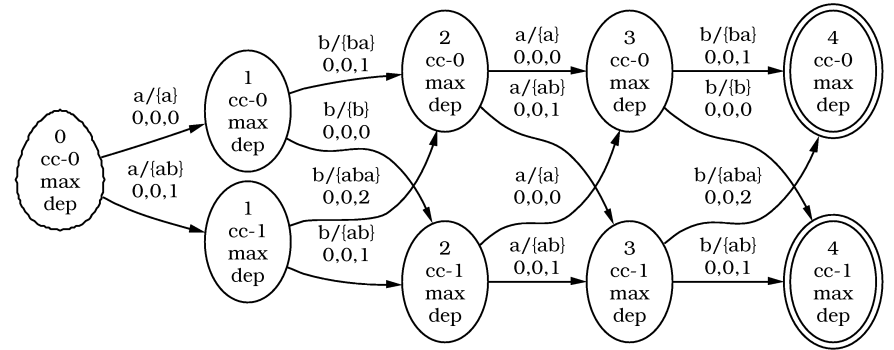 0
cc-0
max
dep
a/{a}
0,0,0
a/{ab}
0,0,1
1
cc-0
max
dep
1
cc-1
max
dep
b/{ba}
0,0,1
b/{b}
0,0,0
b/{aba}
0,0,2
b/{ab}
0,0,1
2
cc-0
max
dep
2
cc-1
max
dep
a/{a}
0,0,0
a/{ab}
0,0,1
a/{a}
0,0,0
a/{ab}
0,0,1
3
cc-0
max
dep
3
cc-1
max
dep
b/{ba}
0,0,1
b/{b}
0,0,0
b/{aba}
0,0,2
b/{ab}
0,0,1
4
cc-0
max
dep
4
cc-1
max
dep